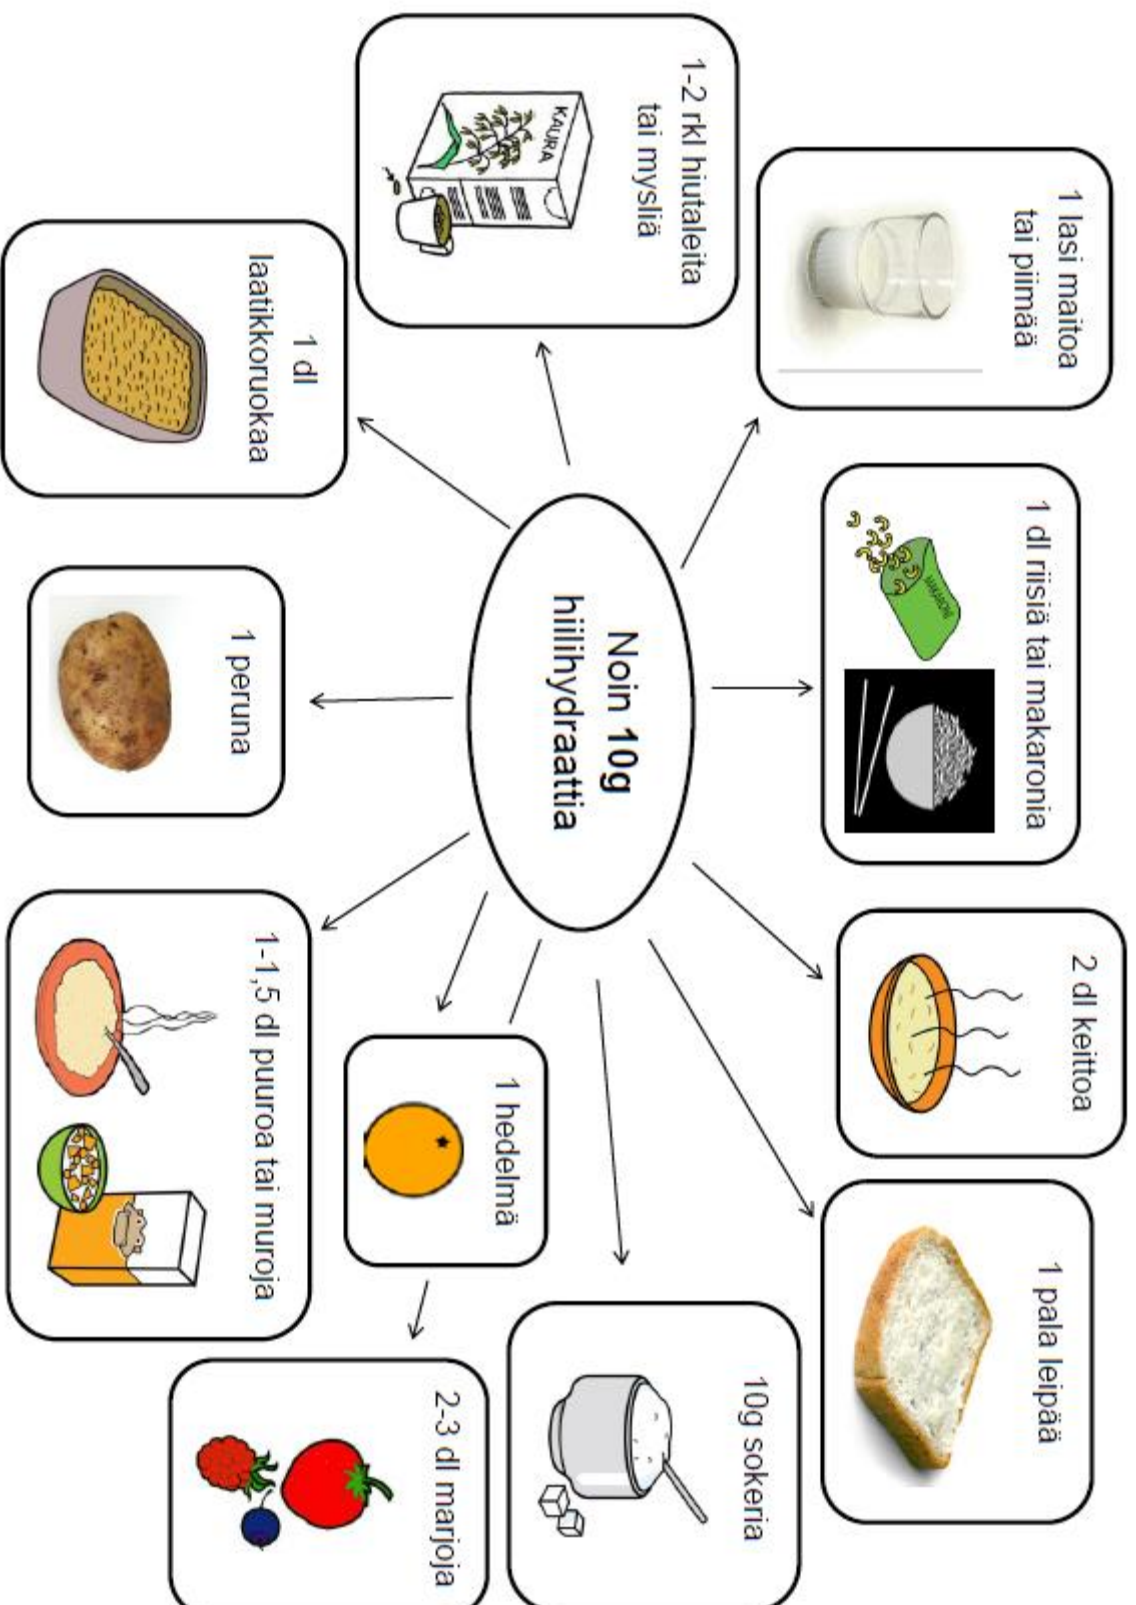 1 lasi maitoa
tai piimää
1 dl riisiä tai makaronia
MAKARONI
2 dl keittoa
1 pala leipää
1-2 rkl hiutaleita
tai mysliä
KAURA
Noin 10g
hiilihydraattia
10g sokeria
1 dl
laatikkoruokaa
1 peruna
1-1,5 dl puuroa tai muroja
1 hedelmä
2-3 dl marjoja